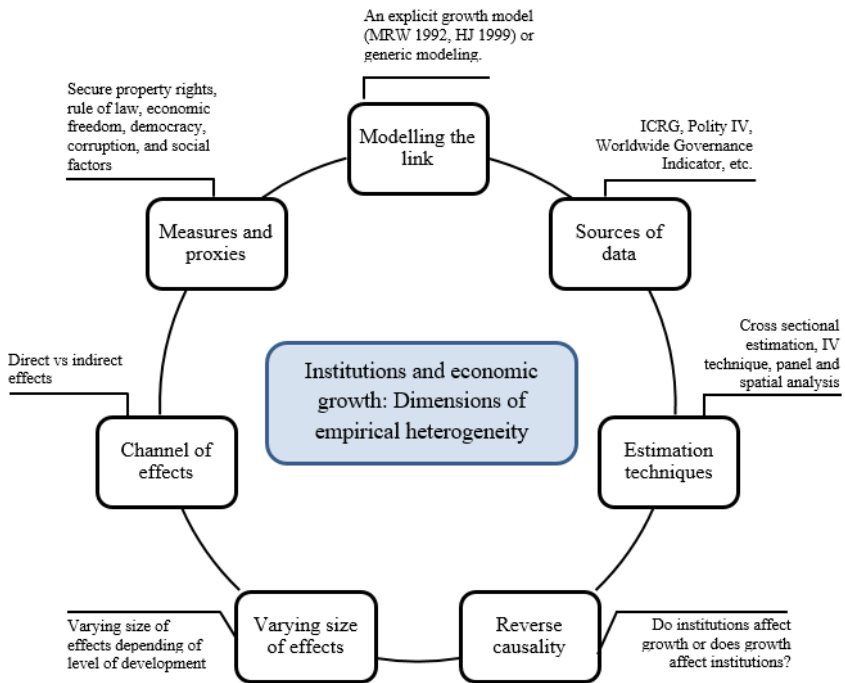 An explicit growth model
(MRW 1992, HJ 1999) or
generic modeling.
Modelling the
link
ICRG, Polity IV,
Worldwide Governance
Indicator, etc.
Sources of
data
Cross sectional
estimation, IV
technique, panel and
spatial analysis
Estimation
techniques
Do institutions affect
growth or does growth
affect institutions?
Reverse
causality
Varying size of
effects depending of
level of development
Varying size
of effects
Direct vs indirect
effects
Channel of
effects
Secure property rights,
rule of law, economic
freedom, democracy,
corruption, and social
factors
Measures and
proxies
Institutions and economic
growth: Dimensions of
empirical heterogeneity